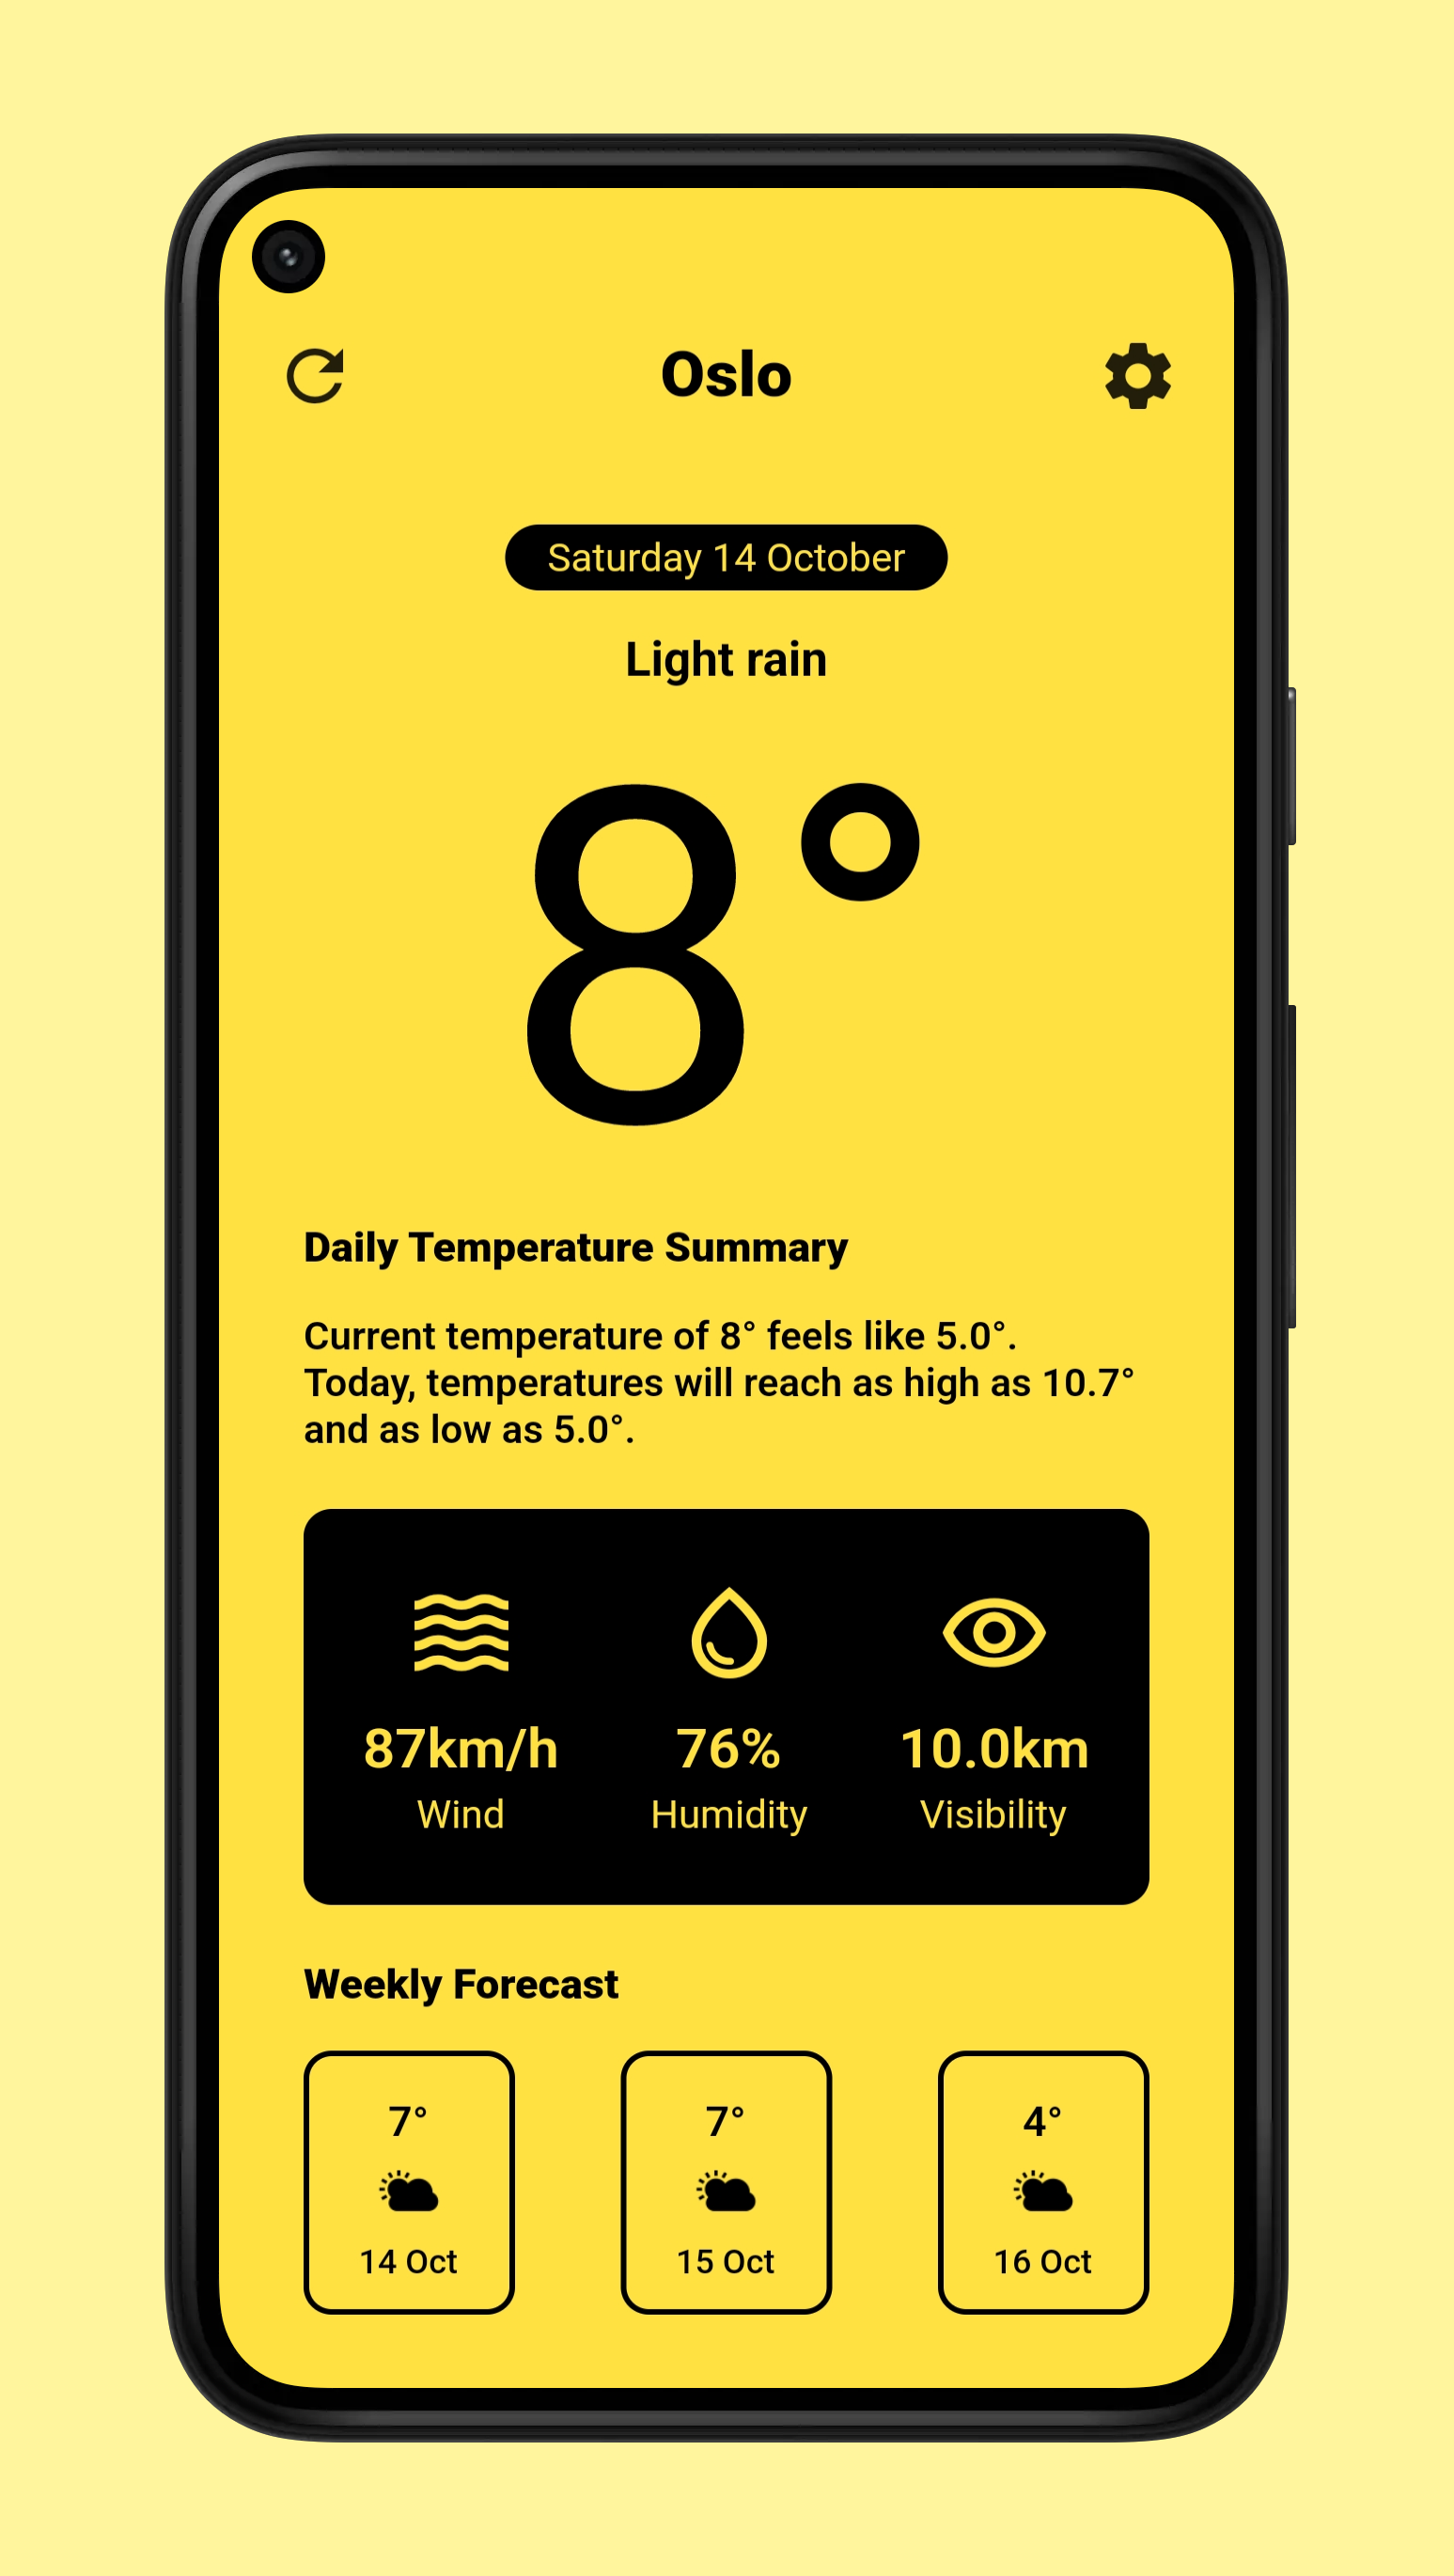 Oslo
Saturday 14 October
Light rain
8°
Daily Temperature Summary
Current temperature of 8° feels like 5.0°.
Today, temperatures will reach as high as 10.7°
and as low as 5.0°.
87km/h 76% 10.0km
Wind Humidity Visibility
Weekly Forecast
7° 7° 4°
14 Oct 15 Oct 16 Oct